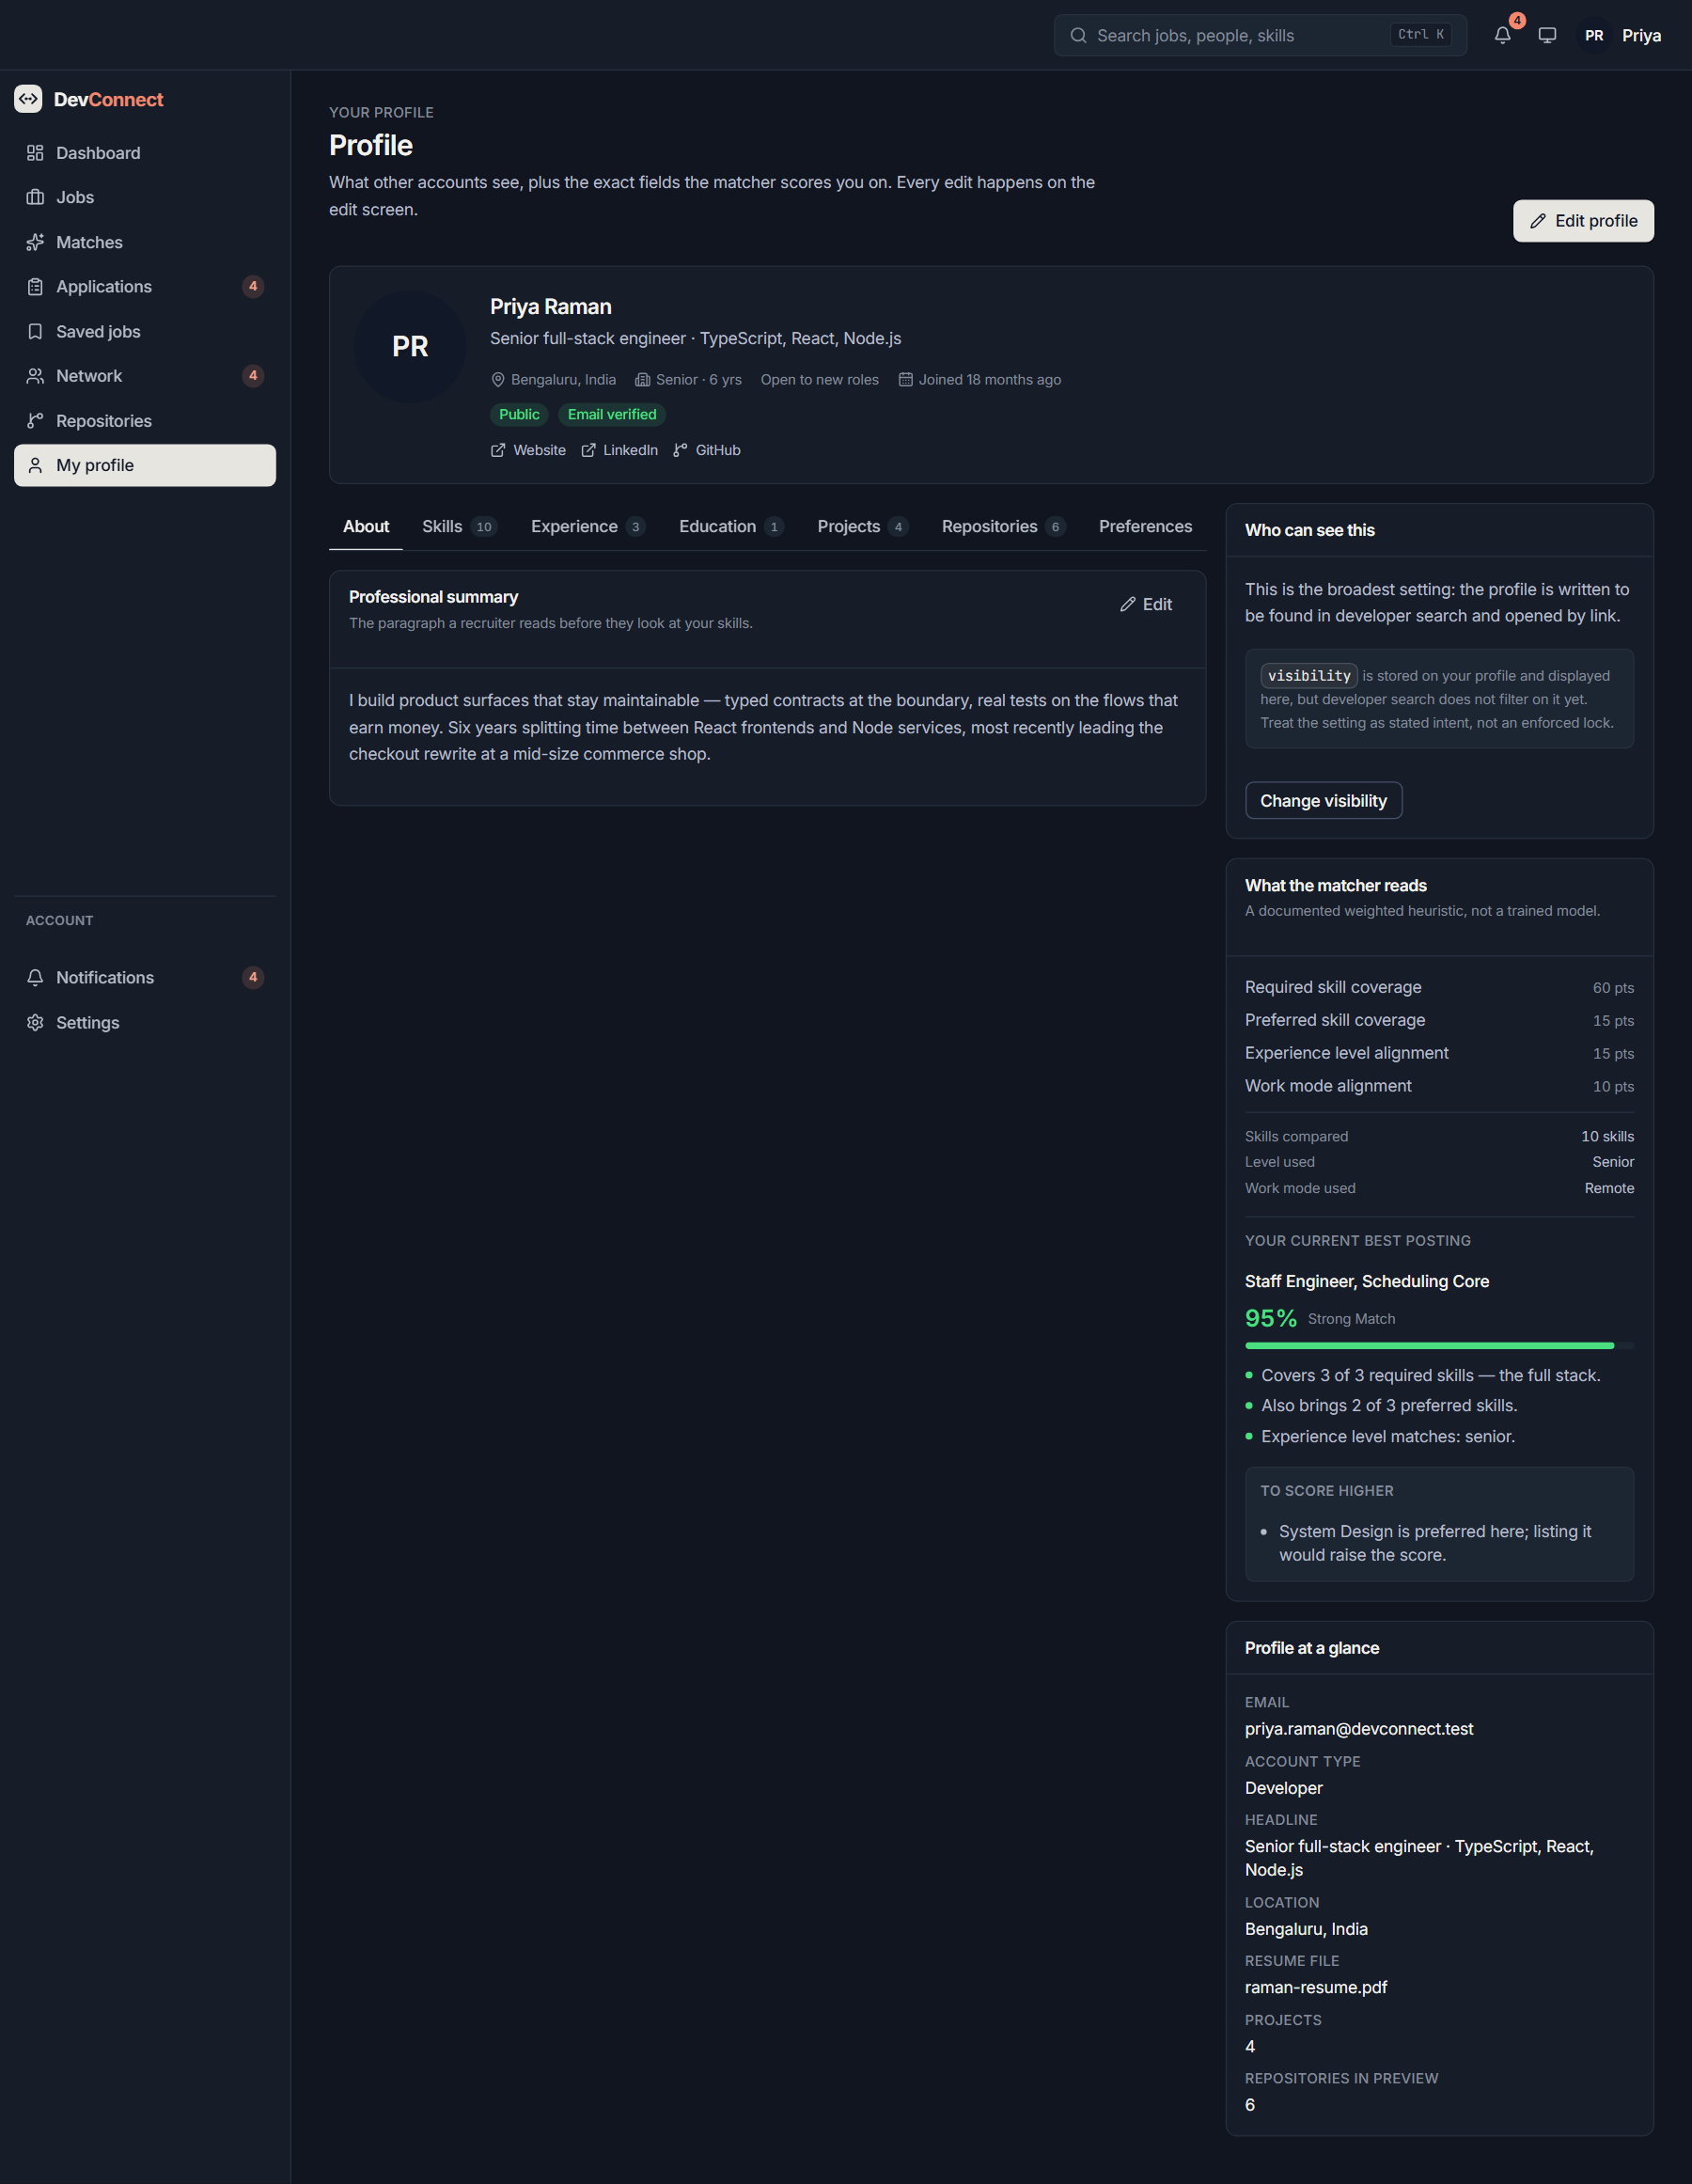 Search jobs, people, skills Ctrl K 4 PR Priya
DevConnect
Dashboard
Jobs
Matches
Applications 4
Saved jobs
Network 4
Repositories
My profile
ACCOUNT
Notifications 4
Settings
YOUR PROFILE
Profile
What other accounts see, plus the exact fields the matcher scores you on. Every edit happens on the
edit screen.
Edit profile
PR
Priya Raman
Senior full-stack engineer · TypeScript, React, Node.js
Bengaluru, India Senior · 6 yrs Open to new roles Joined 18 months ago
Public Email verified
Website LinkedIn GitHub
About Skills 10 Experience 3 Education 1 Projects 4 Repositories 6 Preferences
Professional summary
The paragraph a recruiter reads before they look at your skills.
Edit
I build product surfaces that stay maintainable — typed contracts at the boundary, real tests on the flows that
earn money. Six years splitting time between React frontends and Node services, most recently leading the
checkout rewrite at a mid-size commerce shop.
Who can see this
This is the broadest setting: the profile is written to
be found in developer search and opened by link.
visibility is stored on your profile and displayed
here, but developer search does not filter on it yet.
Treat the setting as stated intent, not an enforced lock.
Change visibility
What the matcher reads
A documented weighted heuristic, not a trained model.
Required skill coverage 60 pts
Preferred skill coverage 15 pts
Experience level alignment 15 pts
Work mode alignment 10 pts
Skills compared 10 skills
Level used Senior
Work mode used Remote
YOUR CURRENT BEST POSTING
Staff Engineer, Scheduling Core
95% Strong Match
Covers 3 of 3 required skills — the full stack.
Also brings 2 of 3 preferred skills.
Experience level matches: senior.
TO SCORE HIGHER
• System Design is preferred here; listing it
would raise the score.
Profile at a glance
EMAIL
priya.raman@devconnect.test
ACCOUNT TYPE
Developer
HEADLINE
Senior full-stack engineer · TypeScript, React,
Node.js
LOCATION
Bengaluru, India
RESUME FILE
raman-resume.pdf
PROJECTS
4
REPOSITORIES IN PREVIEW
6